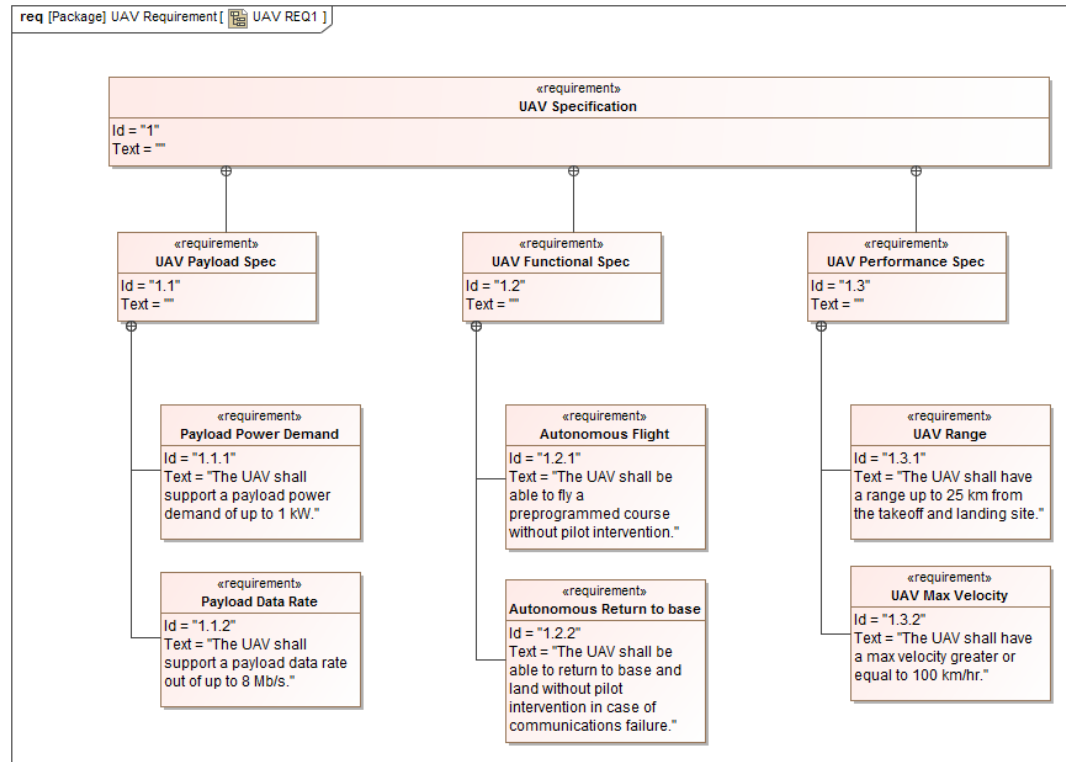 req [Package] UAV Requirement[ UAV REQ1 ]
«requirement»
UAV Specification
Id = "1"
Text = ""
«requirement»
UAV Payload Spec
Id = "1.1"
Text = ""
«requirement»
UAV Functional Spec
Id = "1.2"
Text = ""
«requirement»
UAV Performance Spec
Id = "1.3"
Text = ""
«requirement»
Payload Power Demand
Id = "1.1.1"
Text = "The UAV shall
support a payload power
demand of up to 1 kW."
«requirement»
Autonomous Flight
Id = "1.2.1"
Text = "The UAV shall be
able to fly a
preprogrammed course
without pilot intervention."
«requirement»
UAV Range
Id = "1.3.1"
Text = "The UAV shall have
a range up to 25 km from
the takeoff and landing site."
«requirement»
Payload Data Rate
Id = "1.1.2"
Text = "The UAV shall
support a payload data rate
out of up to 8 Mb/s."
«requirement»
Autonomous Return to base
Id = "1.2.2"
Text = "The UAV shall be
able to return to base and
land without pilot
intervention in case of
communications failure."
«requirement»
UAV Max Velocity
Id = "1.3.2"
Text = "The UAV shall have
a max velocity greater or
equal to 100 km/hr."